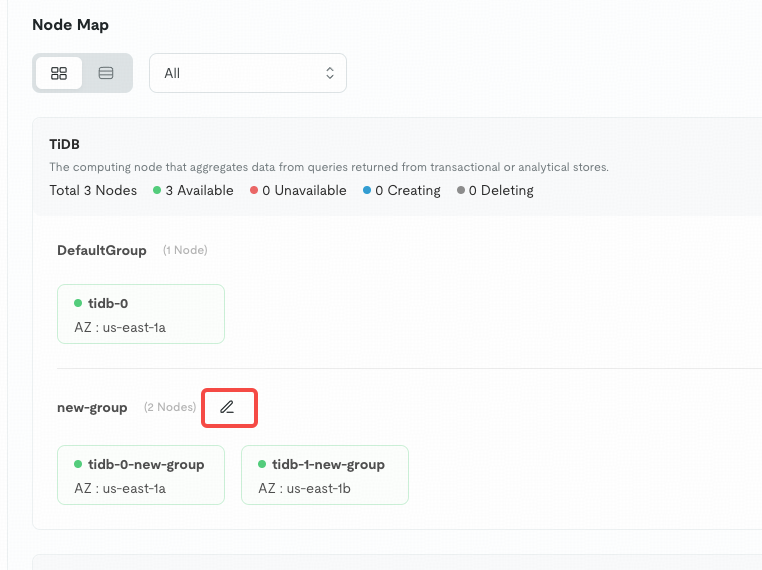 Node Map
All
TiDB
The computing node that aggregates data from queries returned from transactional or analytical stores.
Total 3 Nodes 3 Available 0 Unavailable 0 Creating 0 Deleting
DefaultGroup (1 Node)
tidb-0
AZ : us-east-1a
new-group (2 Nodes)
tidb-0-new-group tidb-1-new-group
AZ : us-east-1a AZ : us-east-1b